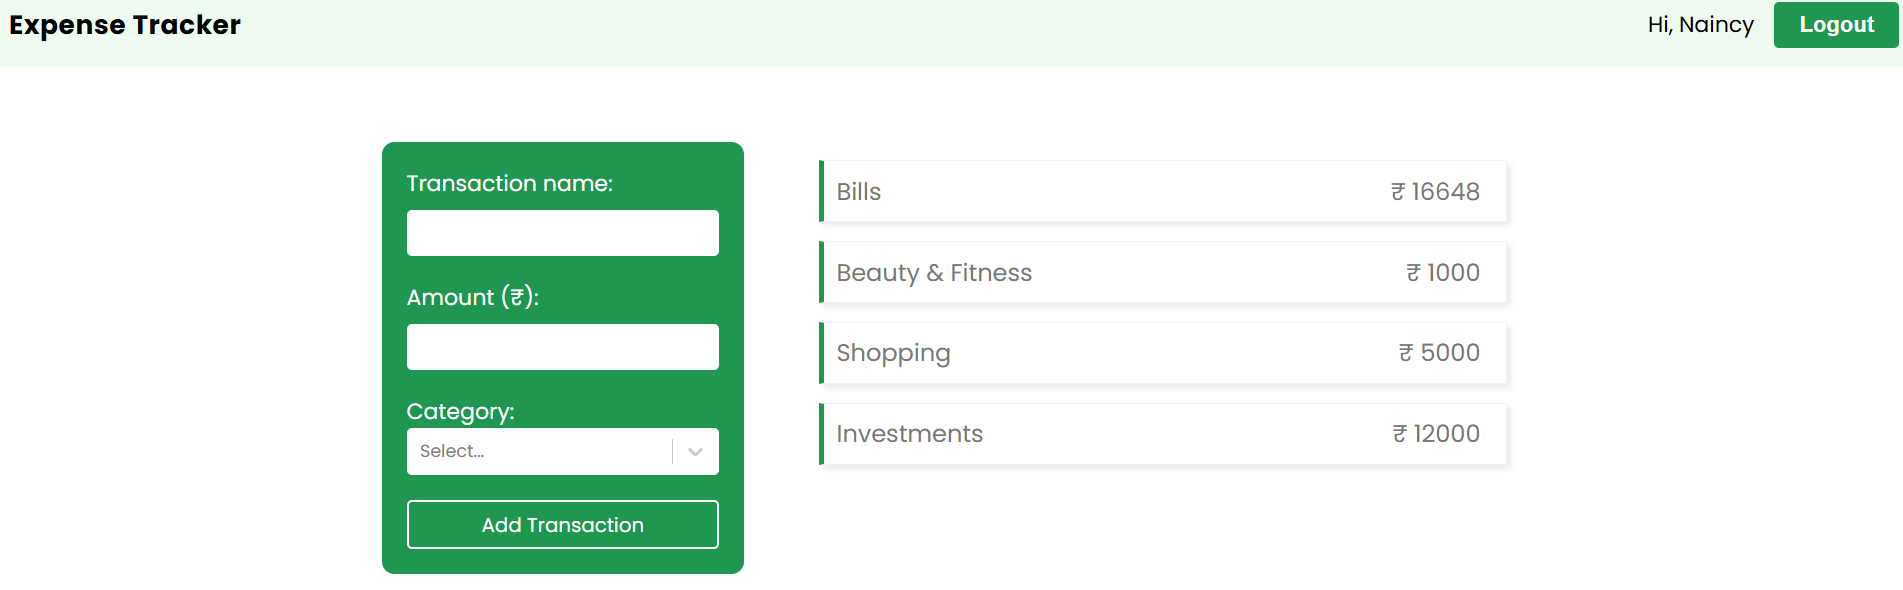 Expense Tracker
Hi, Naincy
Logout
Transaction name:
Amount (₹):
Category:
Select...
Add Transaction
Bills ₹ 16648
Beauty & Fitness ₹ 1000
Shopping ₹ 5000
Investments ₹ 12000